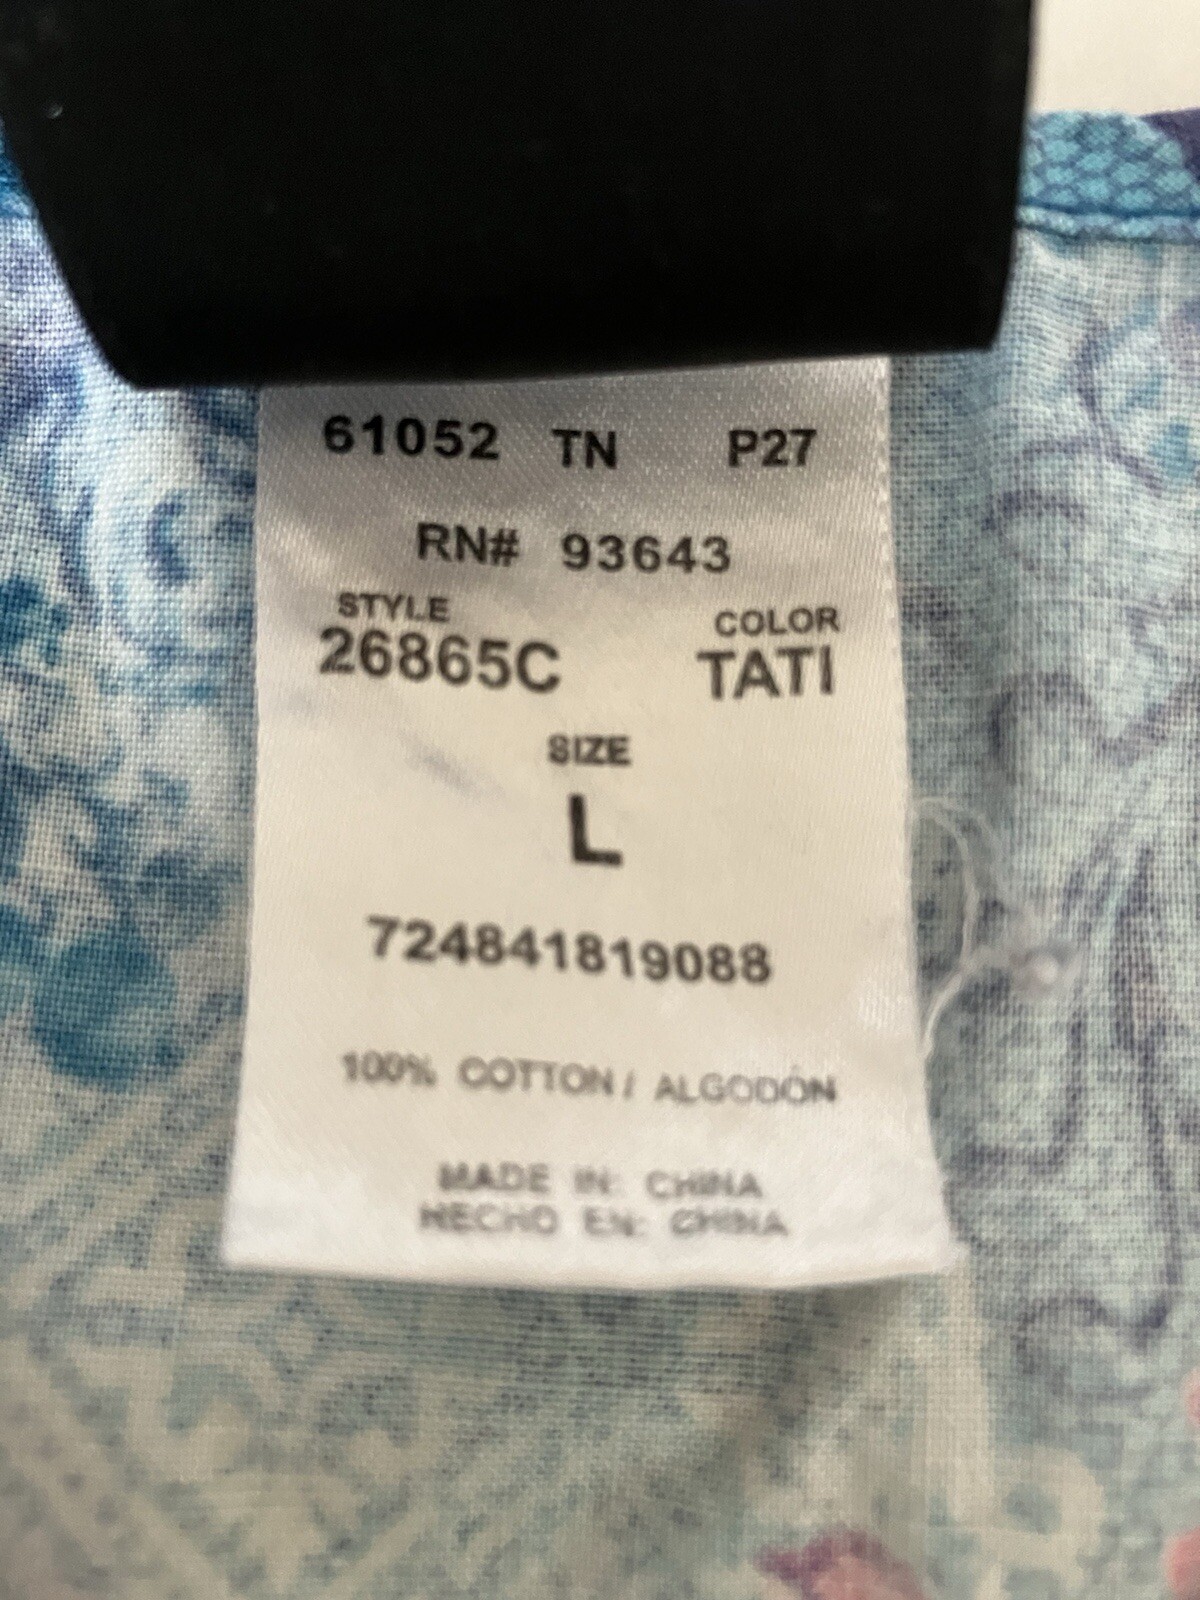 61052 TN P27
RN# 93643
STYLE COLOR
26865C TATI
SIZE
L
724841819088
100% COTTON / ALGODÓN
MADE IN: CHINA
HECHO EN: CHINA